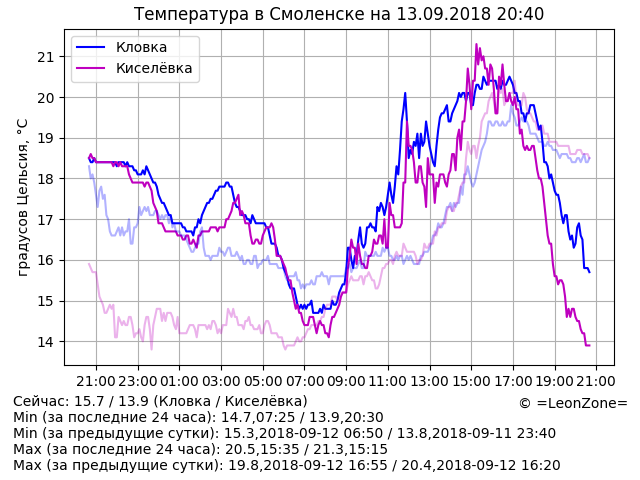 Температура в Смоленске на 13.09.2018 20:40
Кловка
Киселёвка
градусов Цельсия, °C
21
20
19
18
17
16
15
14
21:00 23:00 01:00 03:00 05:00 07:00 09:00 11:00 13:00 15:00 17:00 19:00 21:00
Сейчас: 15.7 / 13.9 (Кловка / Киселёвка)
© =LeonZone=
Min (за последние 24 часа): 14.7,07:25 / 13.9,20:30
Min (за предыдущие сутки): 15.3,2018-09-12 06:50 / 13.8,2018-09-11 23:40
Max (за последние 24 часа): 20.5,15:35 / 21.3,15:15
Max (за предыдущие сутки): 19.8,2018-09-12 16:55 / 20.4,2018-09-12 16:20